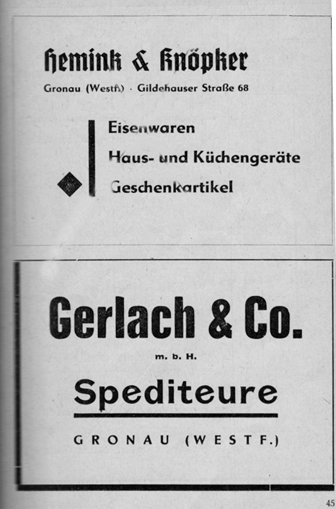 Hemink & Knöpker
Gronau (Westf.) · Gildehauser Straße 68
Eisenwaren
Haus- und Küchengeräte
Geschenkartikel
Gerlach & Co.
m. b. H.
Spediteure
GRONAU (WESTF.)
45